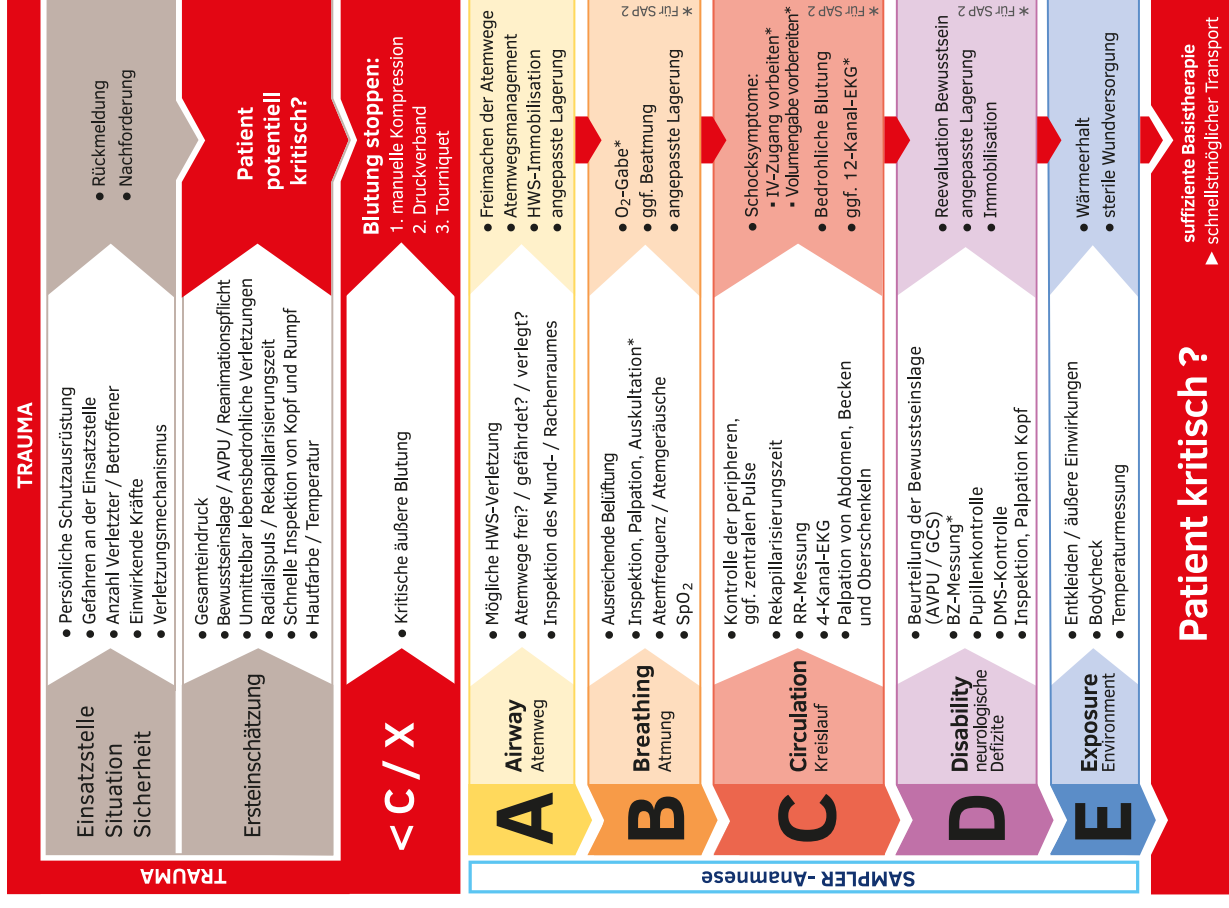 TRAUMA
TRAUMA
Einsatzstelle
Situation
Sicherheit
• Persönliche Schutzausrüstung
• Gefahren an der Einsatzstelle
• Anzahl Verletzter / Betroffener
• Einwirkende Kräfte
• Verletzungsmechanismus
• Rückmeldung
• Nachforderung
Ersteinschätzung
• Gesamteindruck
• Bewusstseinslage / AVPU / Reanimationspflicht
• Unmittelbar lebensbedrohliche Verletzungen
• Radialispuls / Rekapillarisierungszeit
• Schnelle Inspektion von Kopf und Rumpf
• Hautfarbe / Temperatur
Patient
potentiell
kritisch?
< C / X
• Kritische äußere Blutung
Blutung stoppen:
1. manuelle Kompression
2. Druckverband
3. Tourniquet
SAMPLER - Anamnese
A
Airway
Atemweg
• Mögliche HWS-Verletzung
• Atemwege frei? / gefährdet? / verlegt?
• Inspektion des Mund- / Rachenraumes
• Freimachen der Atemwege
• Atemwegsmanagement
• HWS-Immobilisation
• angepasste Lagerung
B
Breathing
Atmung
• Ausreichende Belüftung
• Inspektion, Palpation, Auskultation*
• Atemfrequenz / Atemgeräusche
• SpO2
• O2-Gabe*
• ggf. Beatmung
• angepasste Lagerung
* Für SAP 2
C
Circulation
Kreislauf
• Kontrolle der peripheren,
ggf. zentralen Pulse
• Rekapillarisierungszeit
• RR-Messung
• 4-Kanal-EKG
• Palpation von Abdomen, Becken
und Oberschenkeln
• Schocksymptome:
▪ IV-Zugang vorbereiten*
▪ Volumengabe vorbereiten*
• Bedrohliche Blutung
• ggf. 12-Kanal-EKG*
* Für SAP 2
D
Disability
neurologische
Defizite
• Beurteilung der Bewusstseinslage
(AVPU / GCS)
• BZ-Messung*
• Pupillenkontrolle
• DMS-Kontrolle
• Inspektion, Palpation Kopf
• Reevaluation Bewusstsein
• angepasste Lagerung
• Immobilisation
* Für SAP 2
E
Exposure
Environment
• Entkleiden / äußere Einwirkungen
• Bodycheck
• Temperaturmessung
• Wärmeerhalt
• sterile Wundversorgung
Patient kritisch ?
suffiziente Basistherapie
▶ schnellstmöglicher Transport